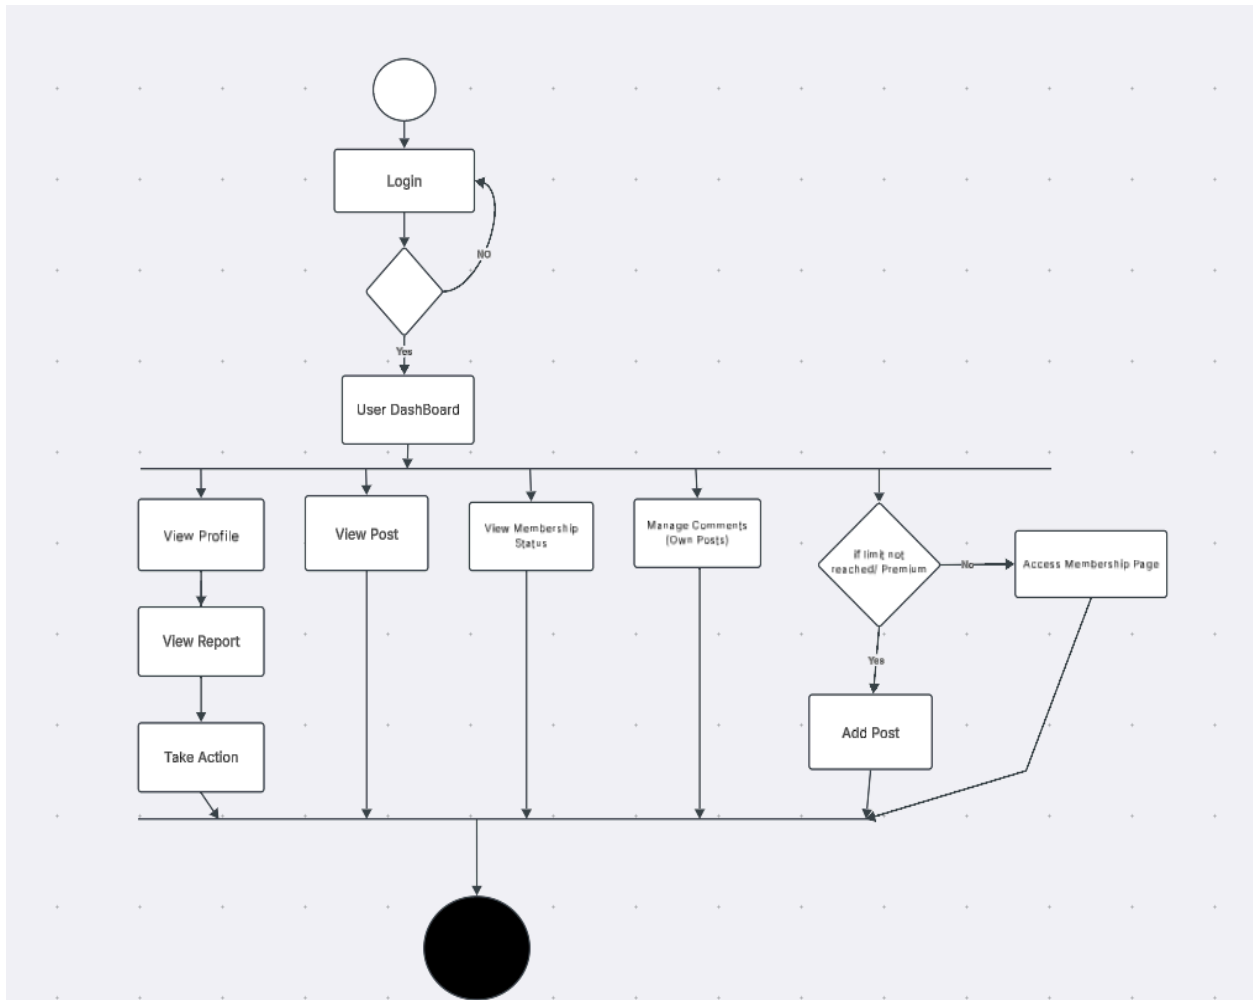 Login
NO
Yes
User DashBoard
View Profile
View Post
View Membership
Status
Manage Comments
(Own Posts)
if limit not
reached/ Premium
No
Access Membership Page
View Report
Yes
Add Post
Take Action